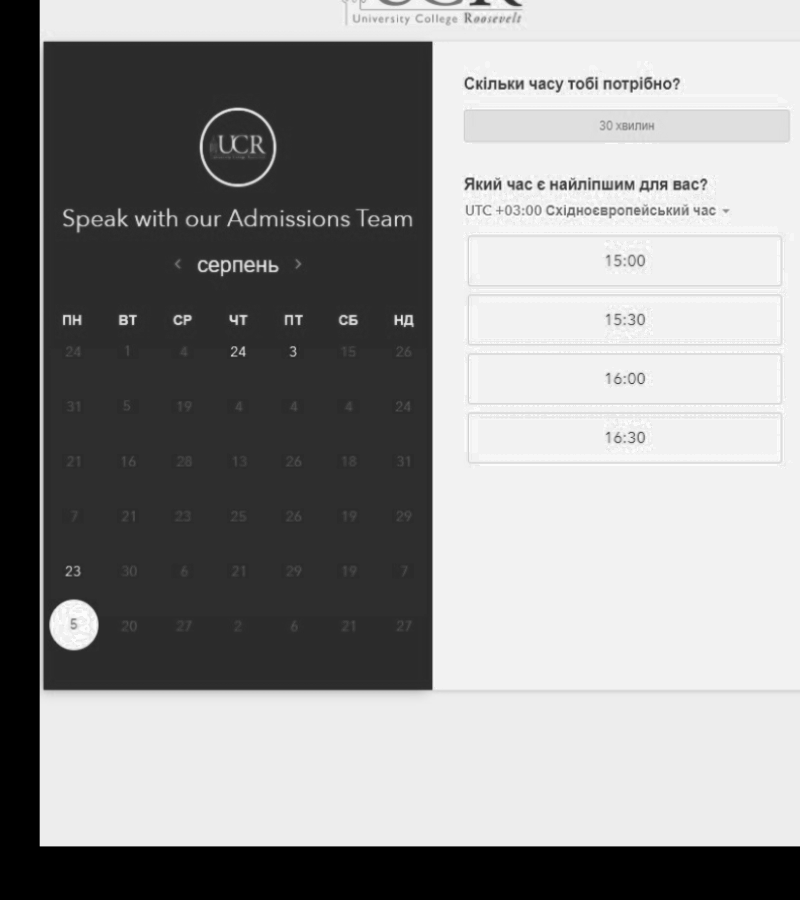 UCR
University College Roosevelt
UCR
Speak with our Admissions Team
‹ серпень ›
ПН ВТ СР ЧТ ПТ СБ НД
24 1 4 24 3 15 26
31 5 19 4 4 4 24
21 16 28 13 26 18 31
7 21 23 25 26 19 29
23 30 6 21 29 19 7
5 20 27 2 6 21 27
Скільки часу тобі потрібно?
30 хвилин
Який час є найліпшим для вас?
UTC +03:00 Східноєвропейський час
15:00
15:30
16:00
16:30